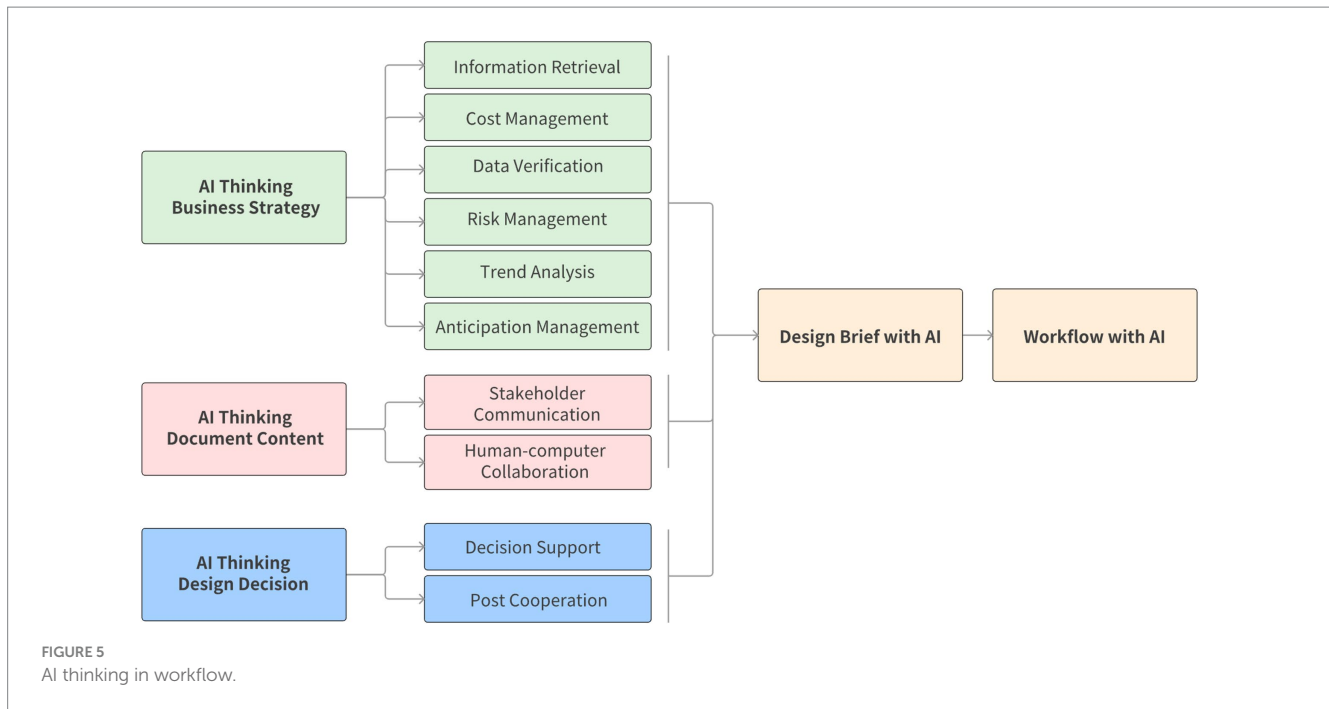 Information Retrieval
Cost Management
Data Verification
Risk Management
Trend Analysis
Anticipation Management
AI Thinking
Business Strategy
Stakeholder
Communication
Human-computer
Collaboration
AI Thinking
Document Content
Decision Support
Post Cooperation
AI Thinking
Design Decision
Design Brief with AI
Workflow with AI
FIGURE 5
AI thinking in workflow.